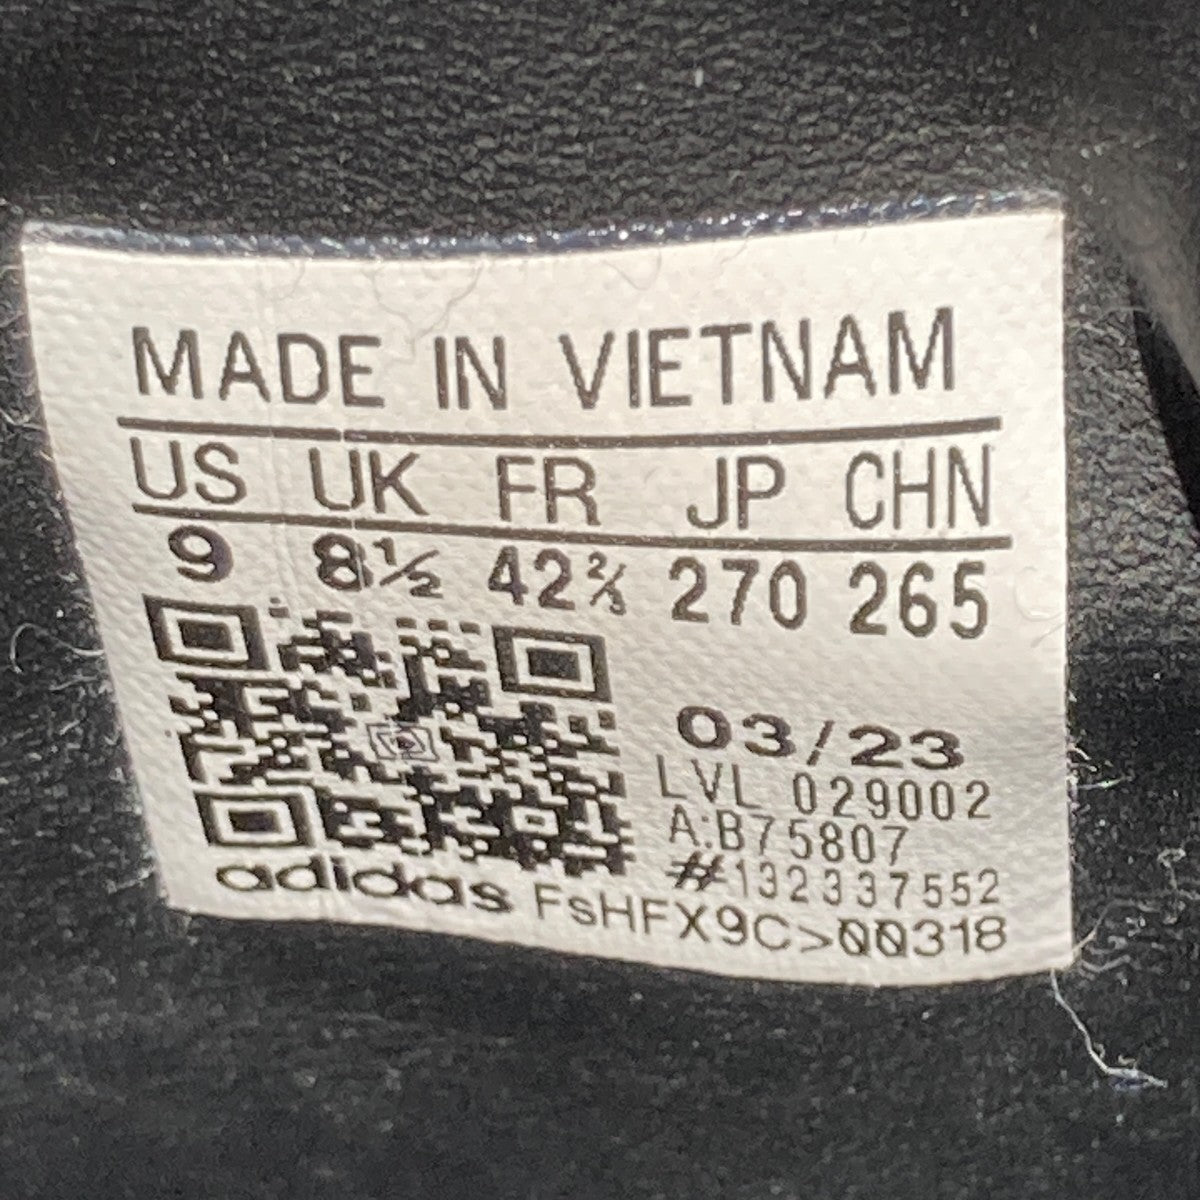 MADE IN VIETNAM
US UK FR JP CHN
9 8½ 42⅔ 270 265
03/23
LVL 029002
A:B75807
#132337552
adidas FsHFX9C>00318